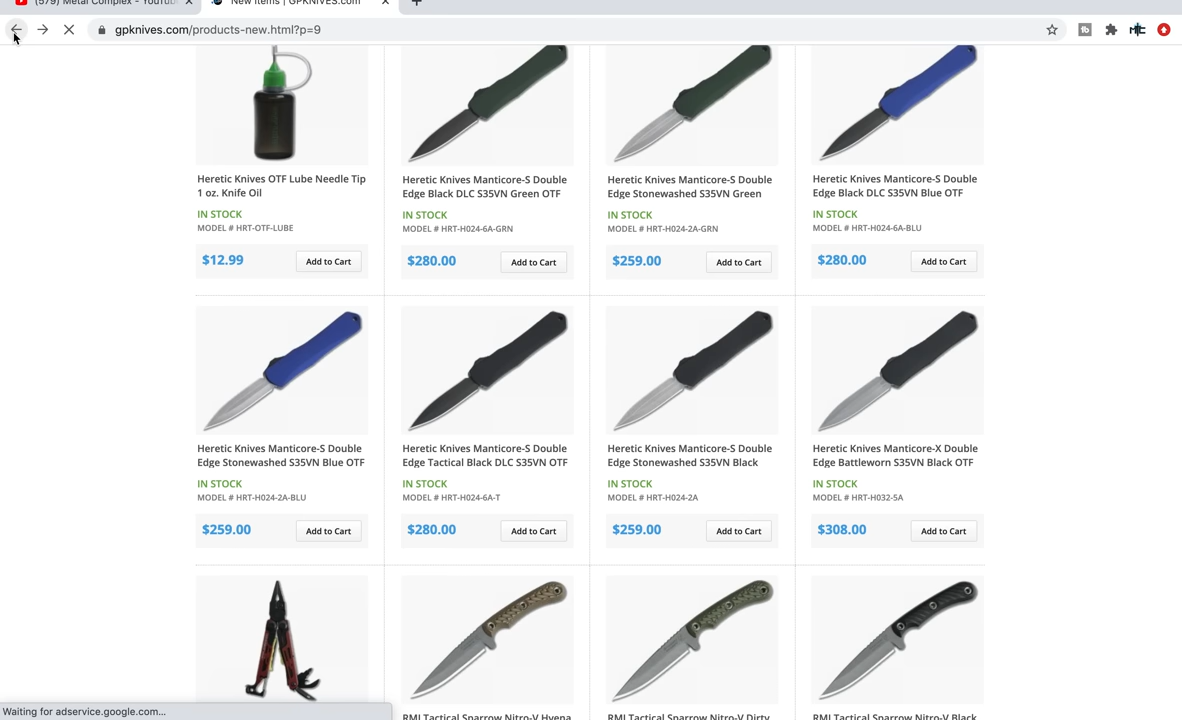 (579) Metal Complex - YouTube
New Items | GPKNIVES.com
gpknives.com/products-new.html?p=9
Heretic Knives OTF Lube Needle Tip
1 oz. Knife Oil
IN STOCK
MODEL # HRT-OTF-LUBE
$12.99
Add to Cart
Heretic Knives Manticore-S Double
Edge Black DLC S35VN Green OTF
IN STOCK
MODEL # HRT-H024-6A-GRN
$280.00
Add to Cart
Heretic Knives Manticore-S Double
Edge Stonewashed S35VN Green
IN STOCK
MODEL # HRT-H024-2A-GRN
$259.00
Add to Cart
Heretic Knives Manticore-S Double
Edge Black DLC S35VN Blue OTF
IN STOCK
MODEL # HRT-H024-6A-BLU
$280.00
Add to Cart
Heretic Knives Manticore-S Double
Edge Stonewashed S35VN Blue OTF
IN STOCK
MODEL # HRT-H024-2A-BLU
$259.00
Add to Cart
Heretic Knives Manticore-S Double
Edge Tactical Black DLC S35VN OTF
IN STOCK
MODEL # HRT-H024-6A-T
$280.00
Add to Cart
Heretic Knives Manticore-S Double
Edge Stonewashed S35VN Black
IN STOCK
MODEL # HRT-H024-2A
$259.00
Add to Cart
Heretic Knives Manticore-X Double
Edge Battleworn S35VN Black OTF
IN STOCK
MODEL # HRT-H032-5A
$308.00
Add to Cart
RMJ Tactical Sparrow Nitro-V Hyena
RMJ Tactical Sparrow Nitro-V Dirty
RMJ Tactical Sparrow Nitro-V Black
Waiting for adservice.google.com...